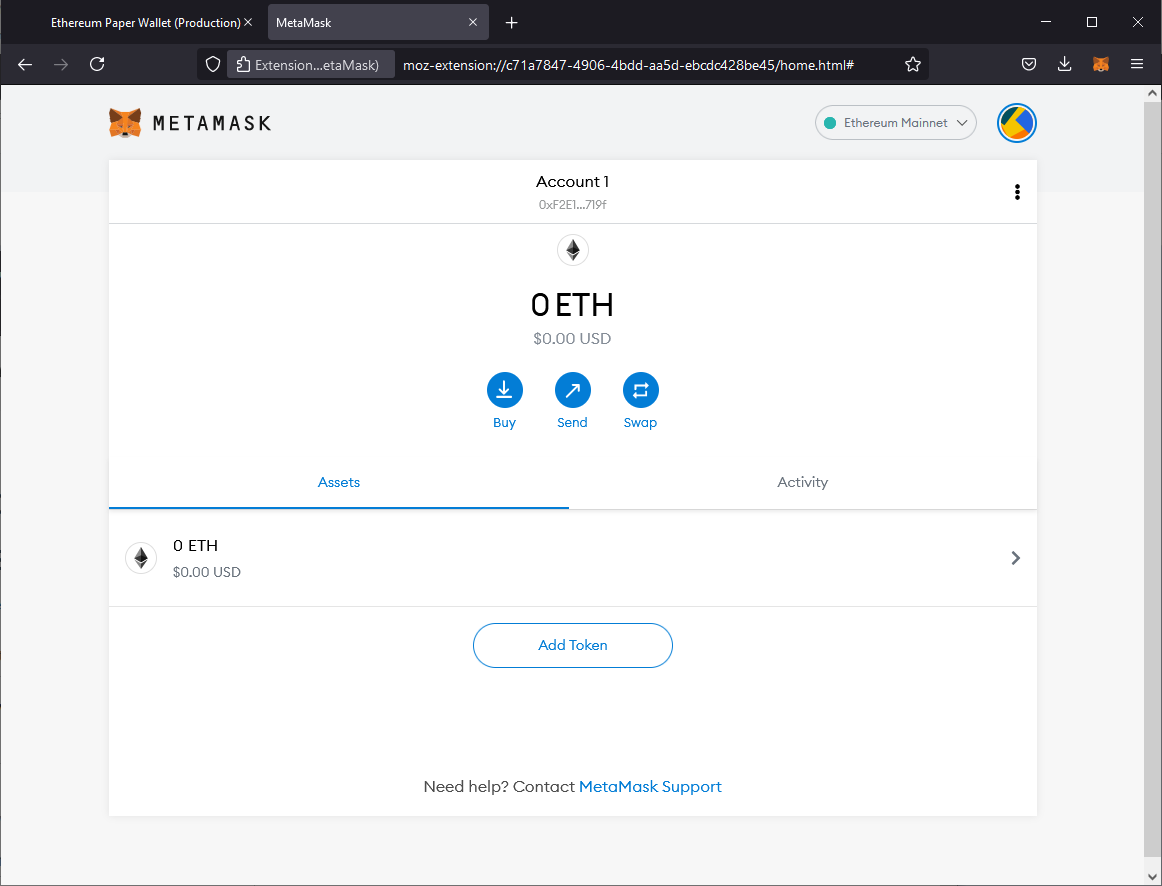 Ethereum Paper Wallet (Production)
MetaMask
Extension...etaMask)
moz-extension://c71a7847-4906-4bdd-aa5d-ebcdc428be45/home.html#
METAMASK
Ethereum Mainnet
Account 1
0xF2E1...719f
0 ETH
$0.00 USD
Buy Send Swap
Assets Activity
0 ETH
$0.00 USD
Add Token
Need help? Contact MetaMask Support